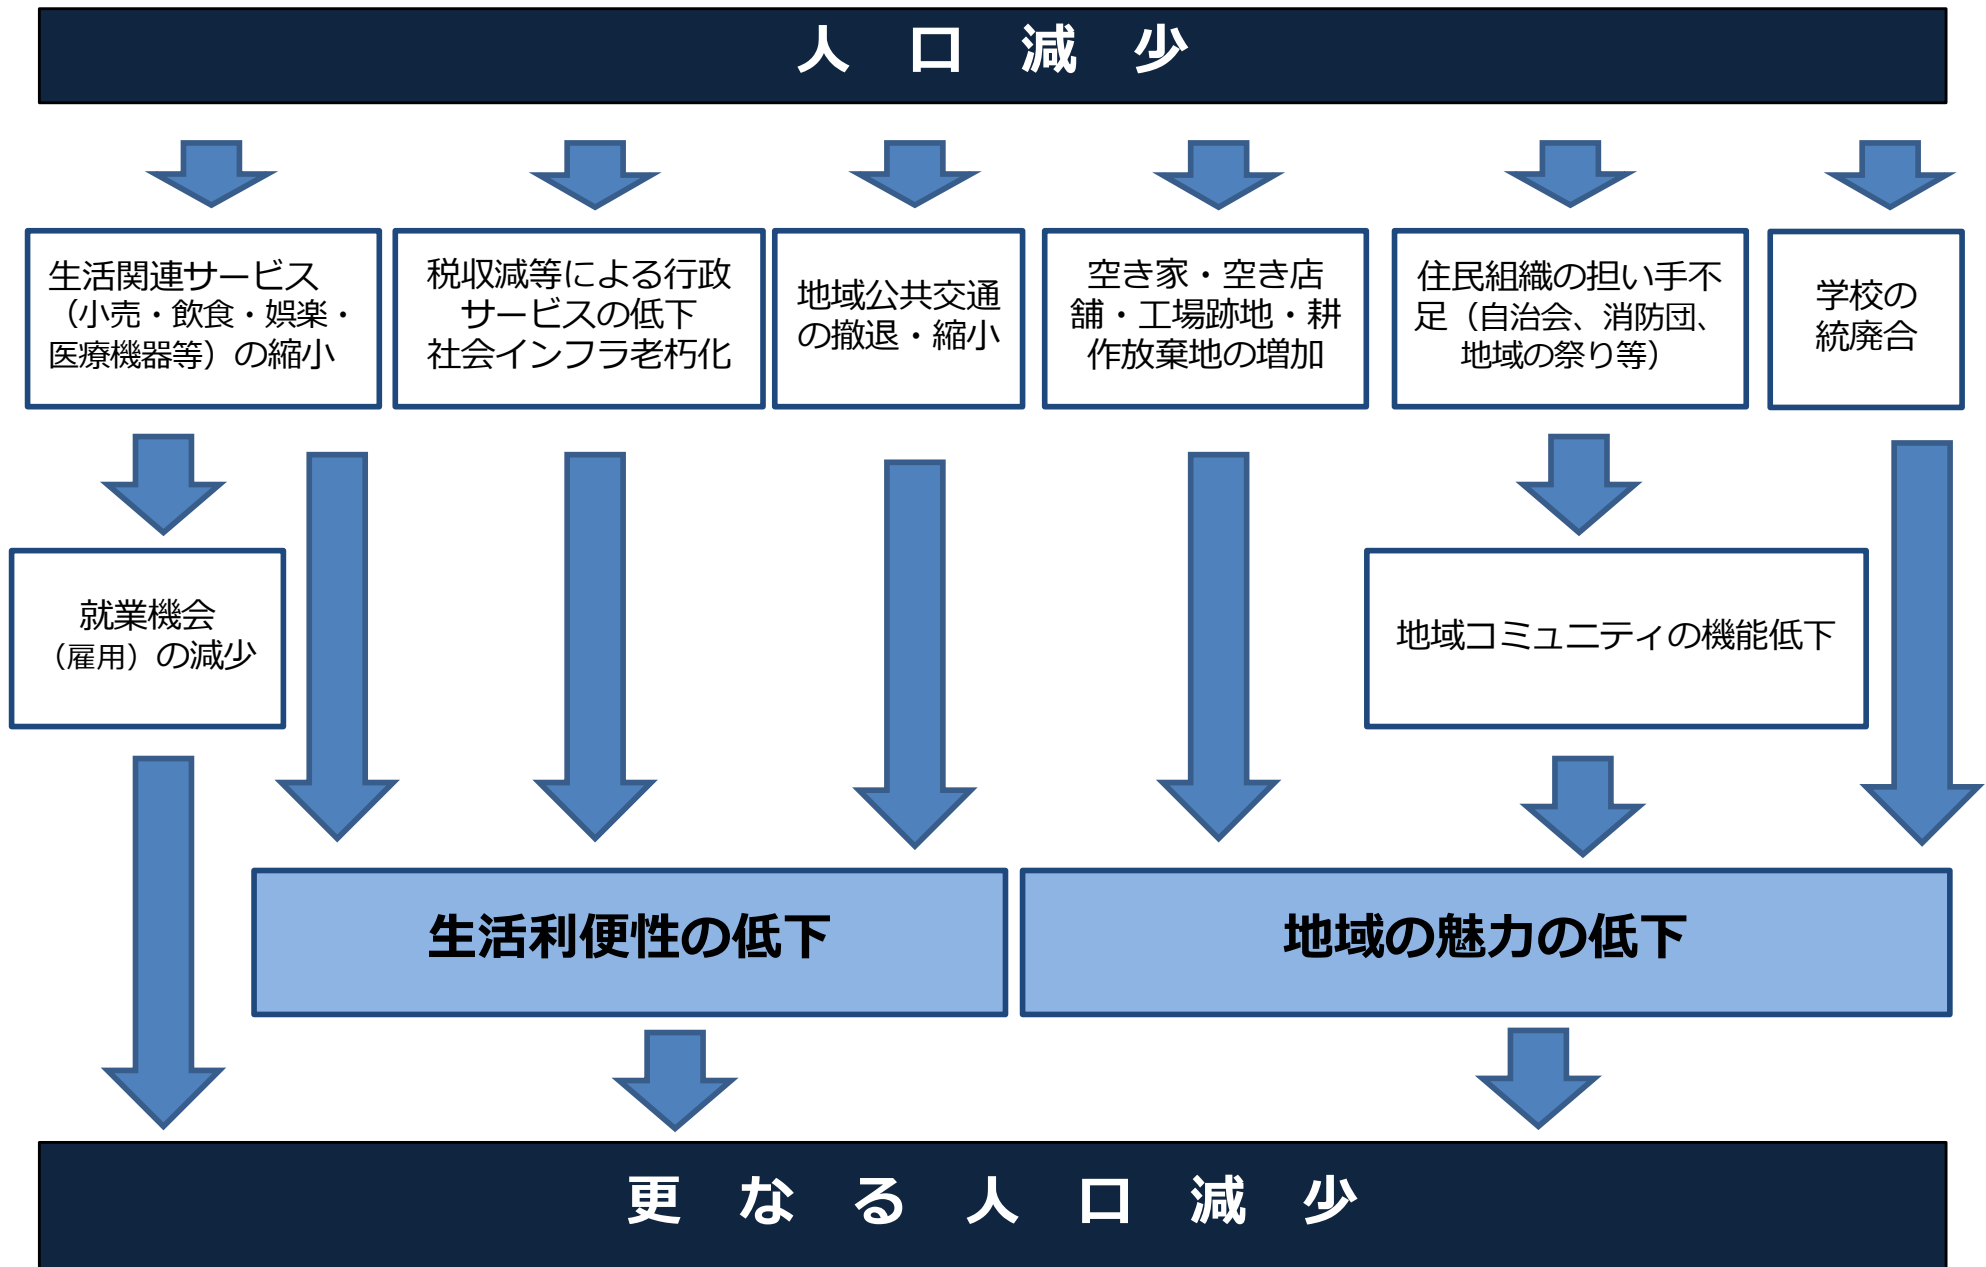 人口減少
生活関連サービス
（小売・飲食・娯楽・
医療機器等）の縮小
税収減等による行政
サービスの低下
社会インフラ老朽化
地域公共交通
の撤退・縮小
空き家・空き店
舗・工場跡地・耕
作放棄地の増加
住民組織の担い手不
足（自治会、消防団、
地域の祭り等）
学校の
統廃合
就業機会
（雇用）の減少
地域コミュニティの機能低下
生活利便性の低下
地域の魅力の低下
更なる人口減少